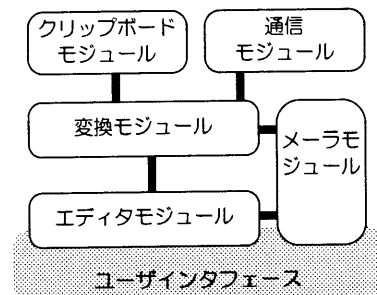 クリップボード
モジュール
通信
モジュール
変換モジュール
メーラモ
ジュール
エディタモジュール
ユーザインタフェース